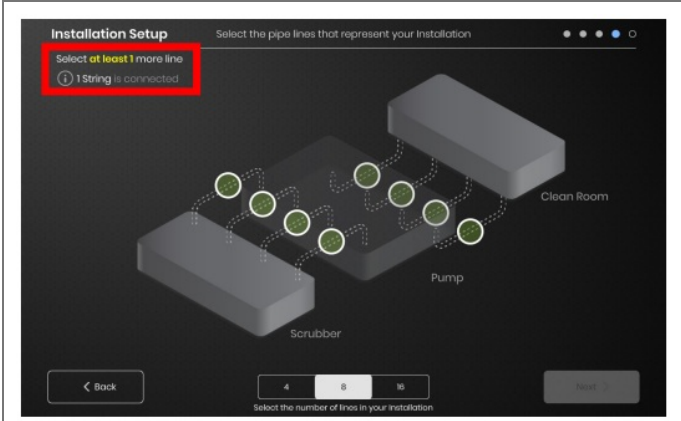 Installation Setup
Select the pipe lines that represent your Installation
Select at least 1 more line
1 String is connected
Clean Room
Pump
Scrubber
Back
4 8 16
Next
Select the number of lines in your Installation